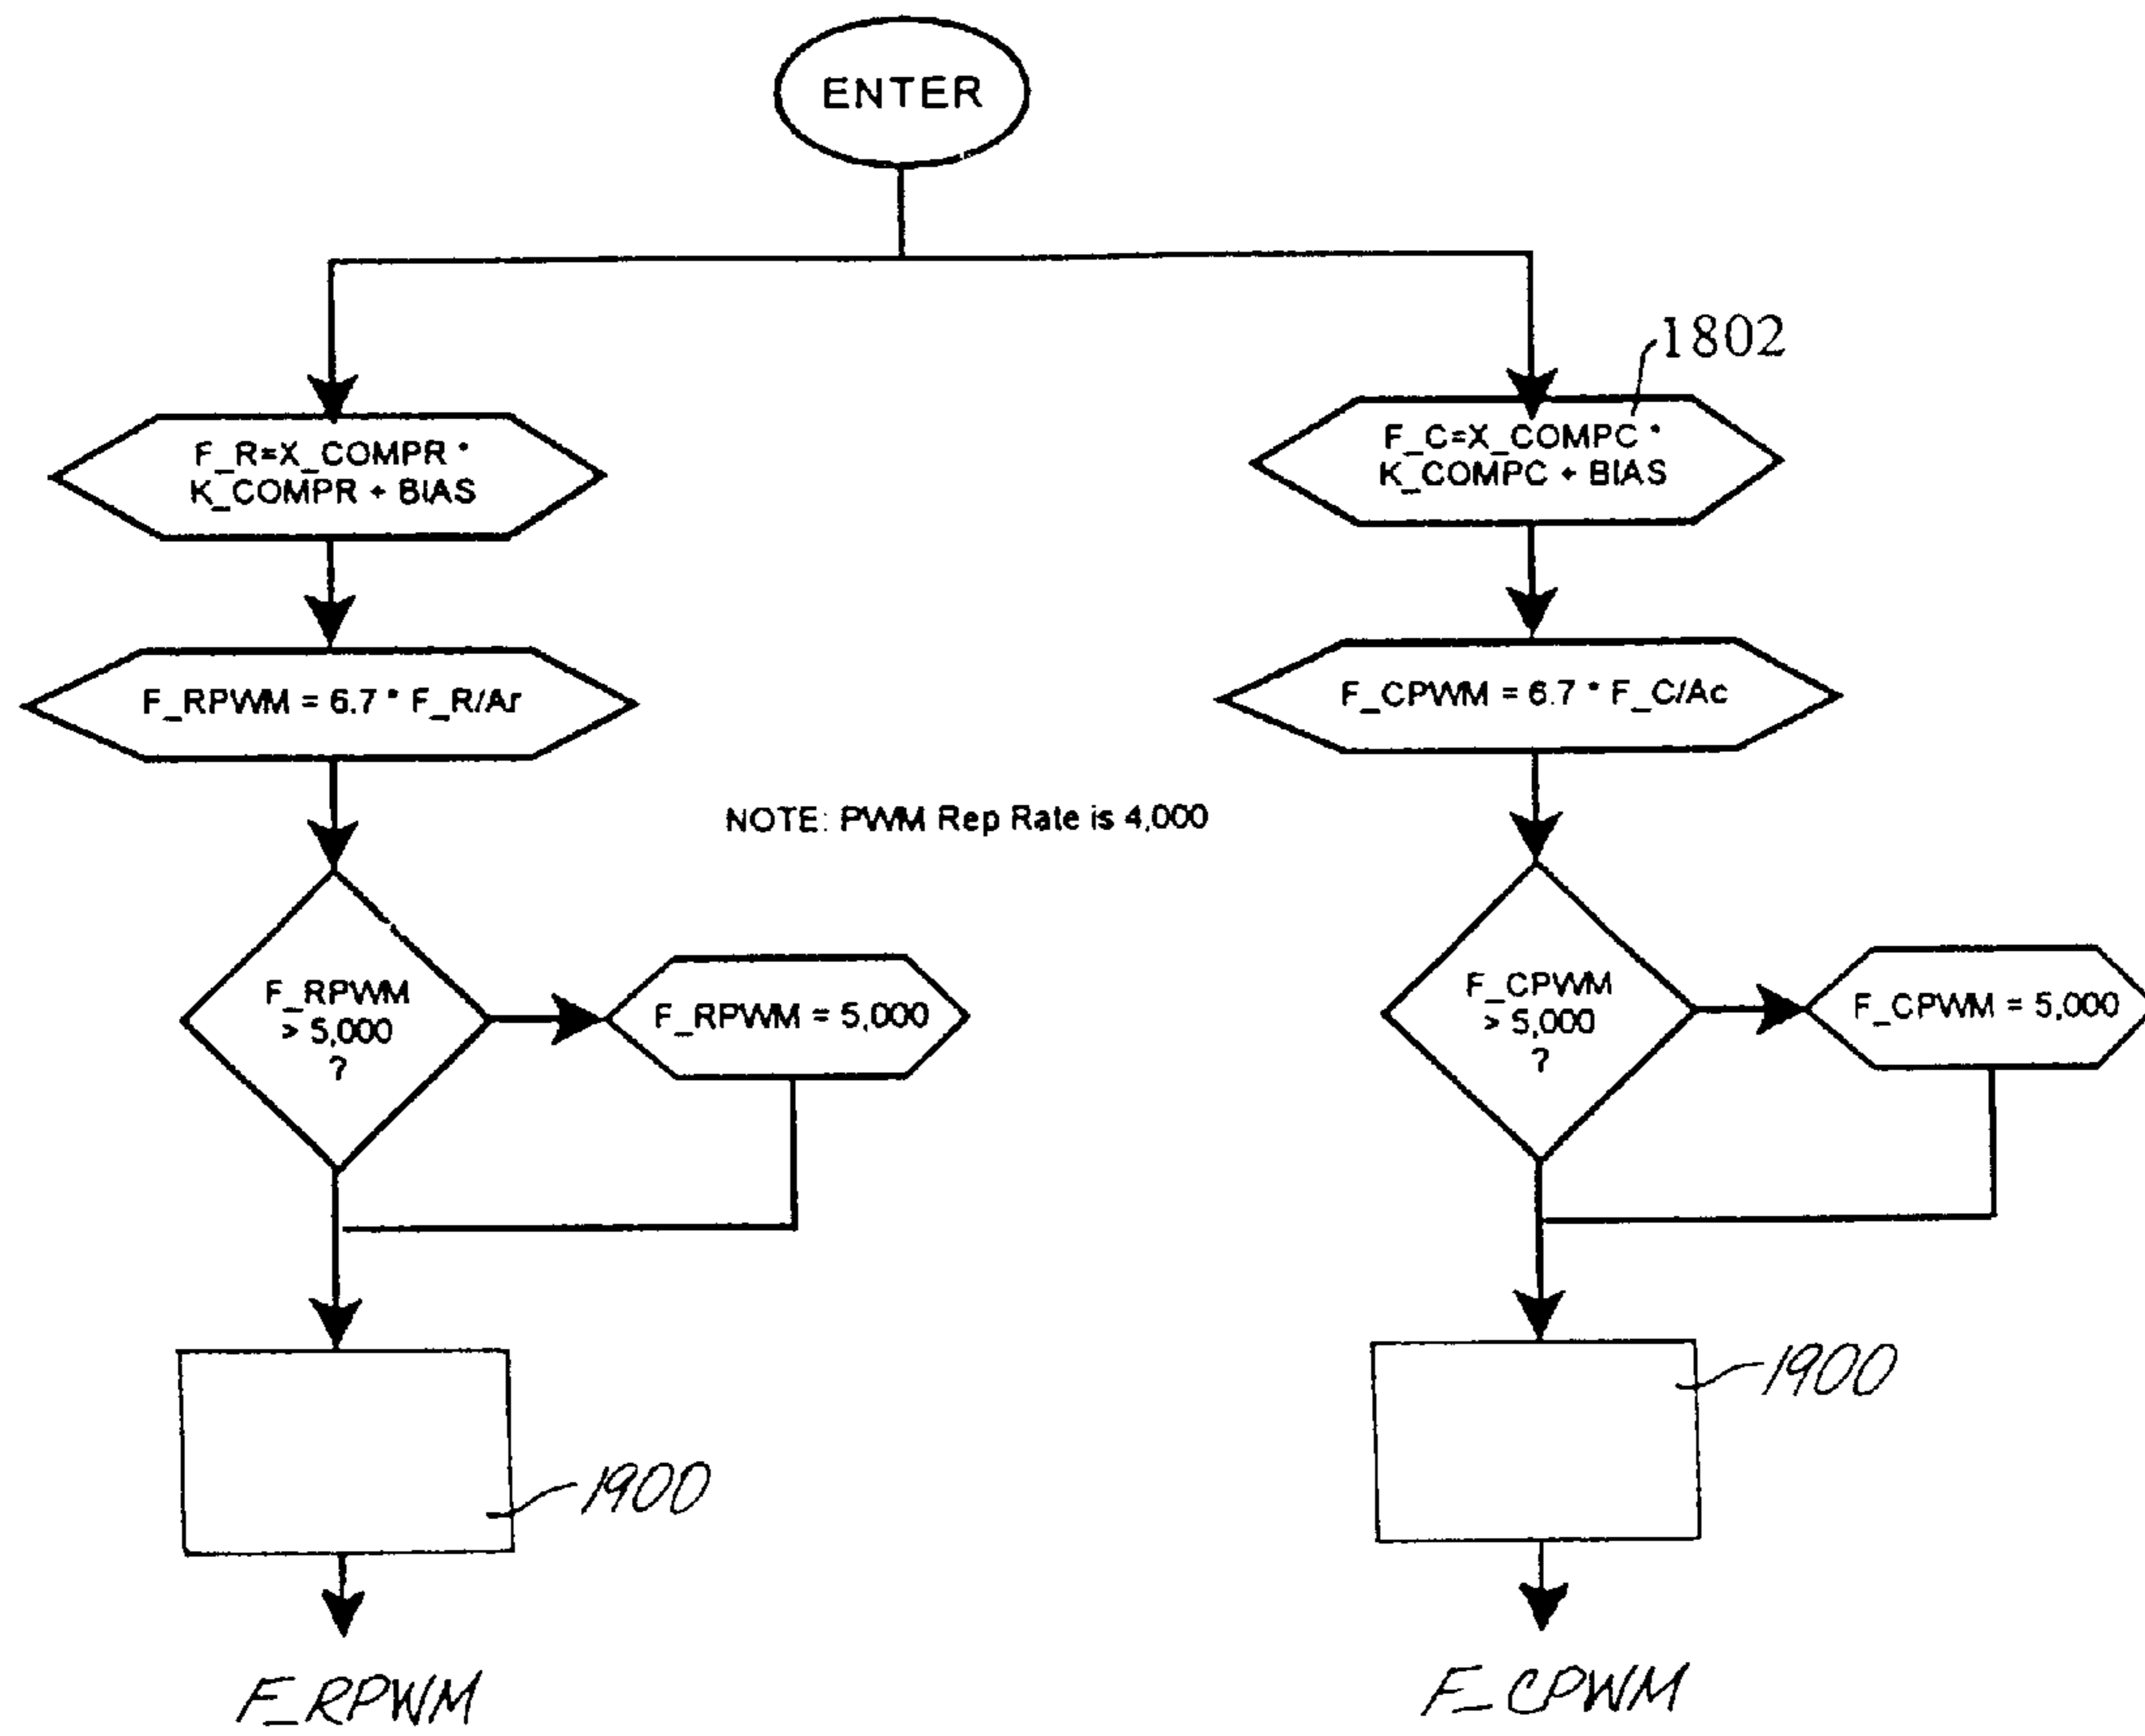 ENTER
F_R=X_COMPR *
K_COMPR + BIAS
F_RPWM = 6.7 * F_R/Ar
F_RPWM
> 5,000
?
F_RPWM = 5,000
1900
F_RPWM
NOTE: PWM Rep Rate is 4,000
1802
F_C=X_COMPC *
K_COMPC + BIAS
F_CPWM = 6.7 * F_C/Ac
F_CPWM
> 5,000
?
F_CPWM = 5,000
1900
F_CPWM